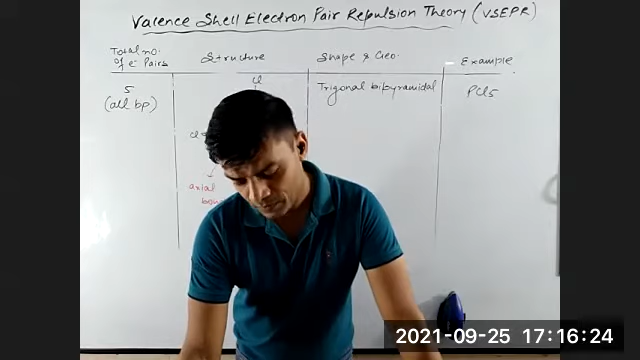 Valence Shell Electron Pair Repulsion Theory (VSEPR)
Total no. of e⁻ Pairs
Structure
Shape & Geo.
Example
5
(all bp)
Cl
Cl
axial
Trigonal bipyramidal
PCl5
2021-09-25 17:16:24